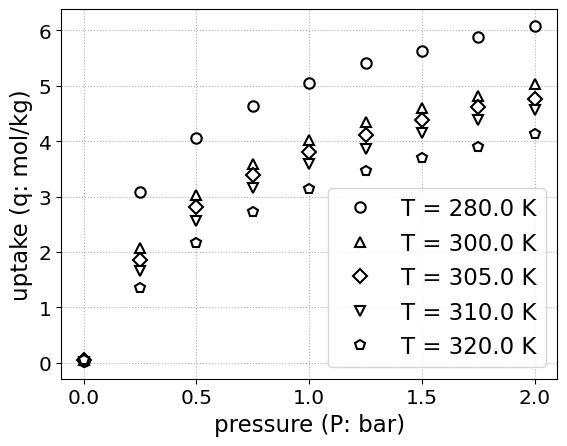 6
5
4
3
2
1
0
uptake (q: mol/kg)
T = 280.0 K
T = 300.0 K
T = 305.0 K
T = 310.0 K
T = 320.0 K
0.0 0.5 1.0 1.5 2.0
pressure (P: bar)